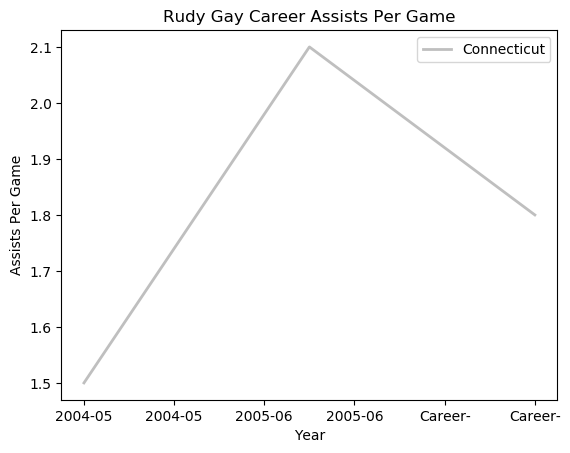 Rudy Gay Career Assists Per Game
Connecticut
2.1
2.0
1.9
1.8
1.7
1.6
1.5
Assists Per Game
2004-05 2004-05 2005-06 2005-06 Career- Career-
Year